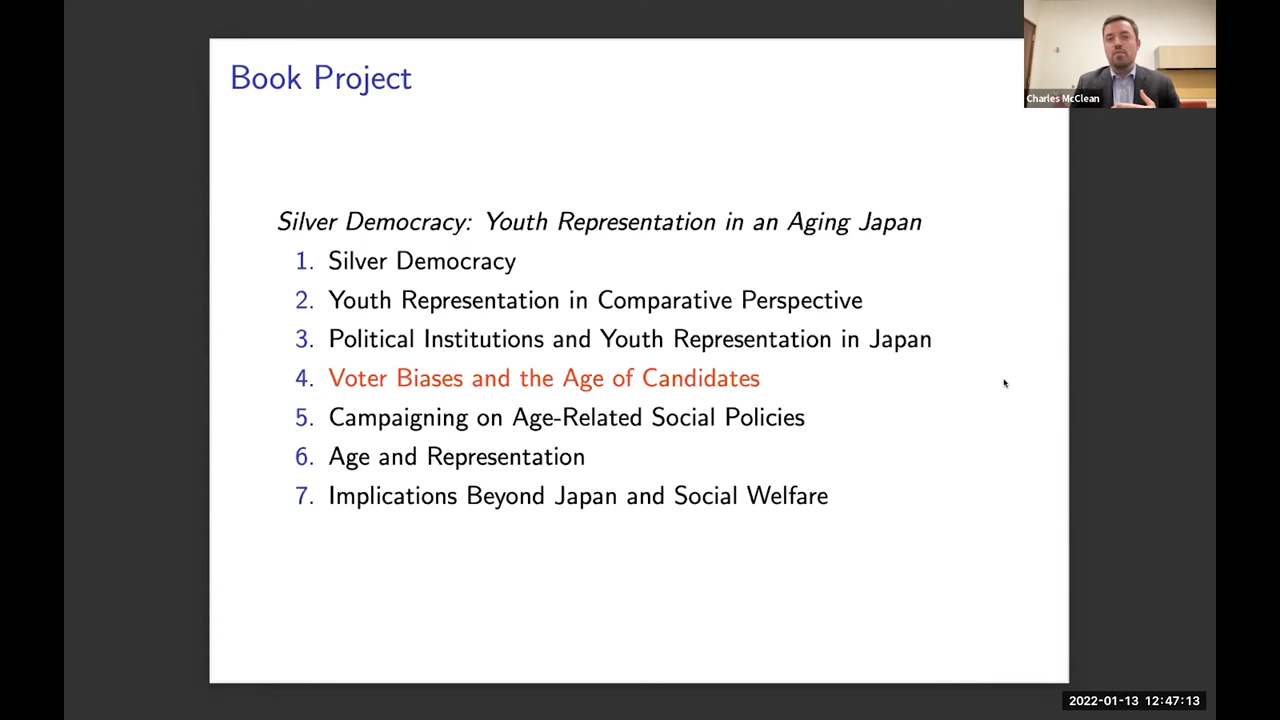 Book Project
Charles McClean
Silver Democracy: Youth Representation in an Aging Japan
1. Silver Democracy
2. Youth Representation in Comparative Perspective
3. Political Institutions and Youth Representation in Japan
4. Voter Biases and the Age of Candidates
5. Campaigning on Age-Related Social Policies
6. Age and Representation
7. Implications Beyond Japan and Social Welfare
2022-01-13 12:47:13